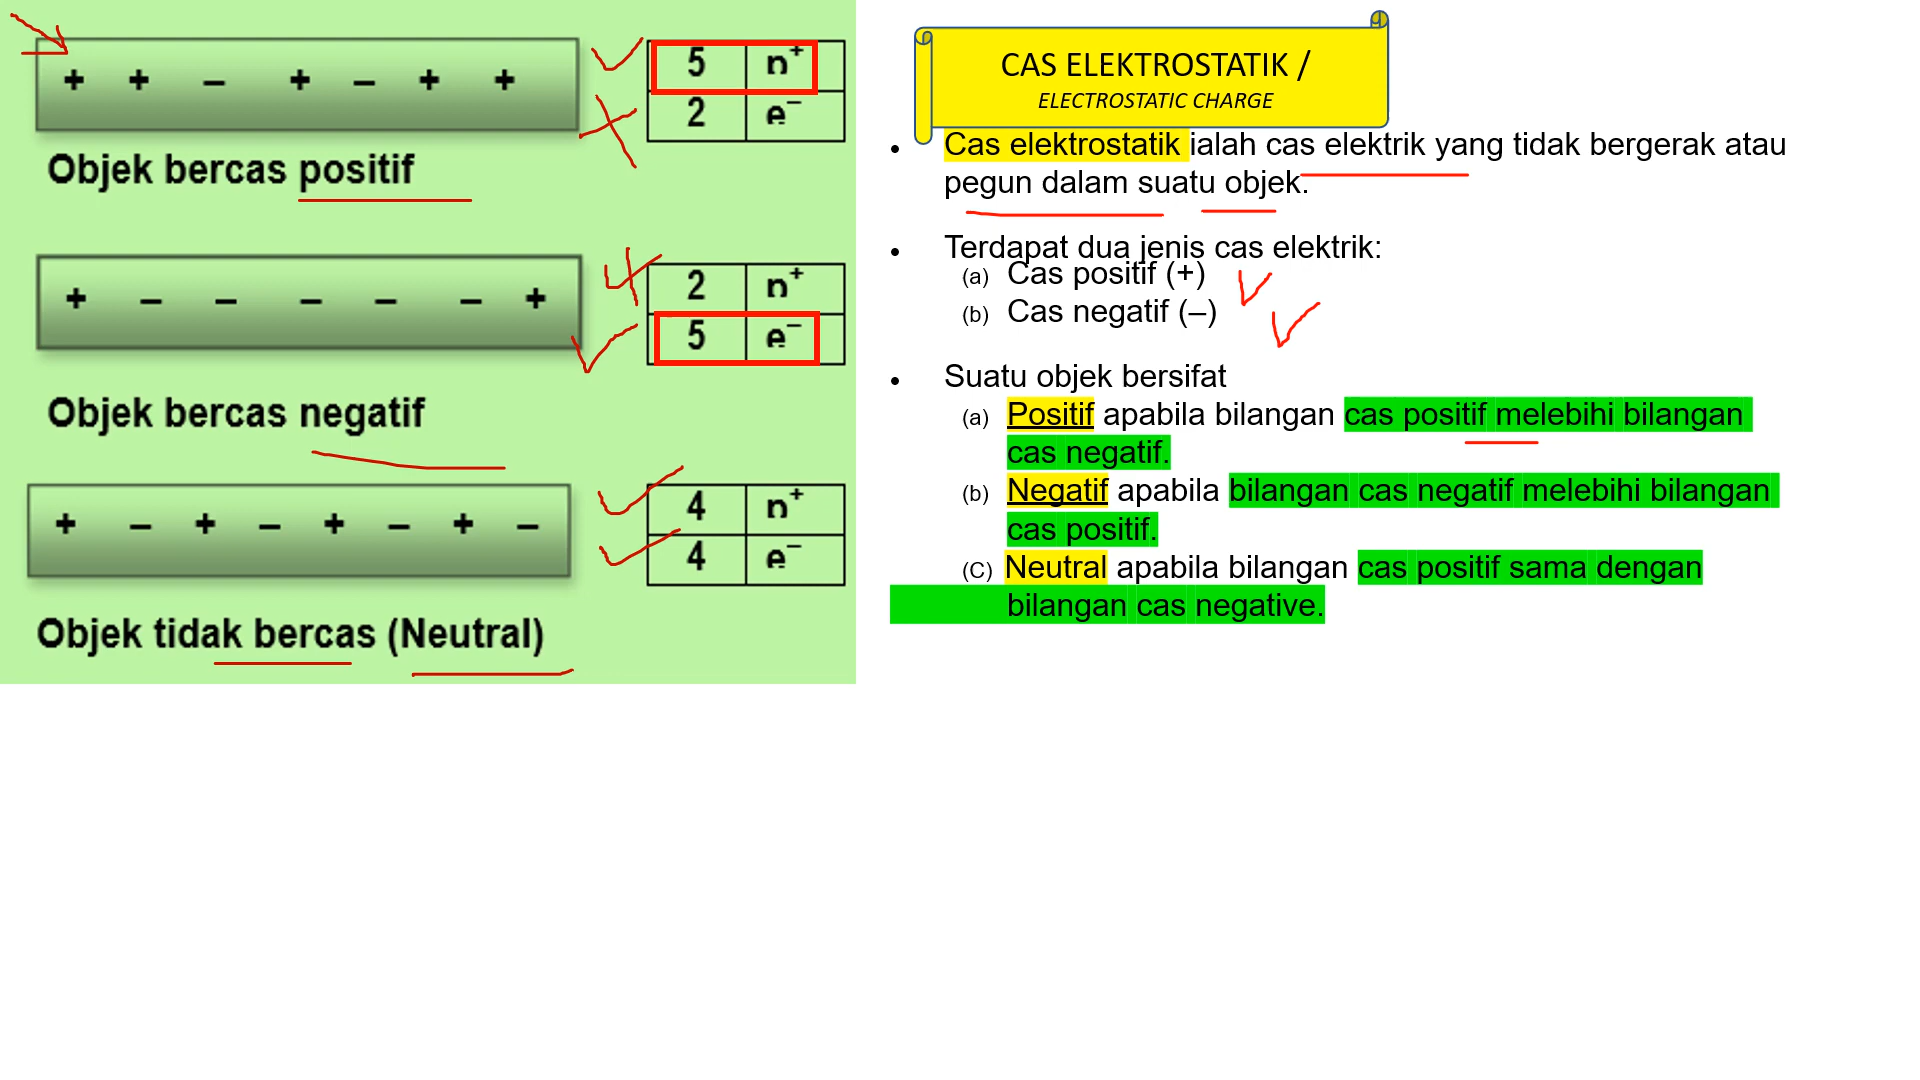 + + – + – + +
5 n+
2 e–
Objek bercas positif
+ – – – – – +
2 n+
5 e–
Objek bercas negatif
+ – + – + – + –
4 n+
4 e–
Objek tidak bercas (Neutral)
CAS ELEKTROSTATIK /
ELECTROSTATIC CHARGE
• Cas elektrostatik ialah cas elektrik yang tidak bergerak atau
pegun dalam suatu objek.
• Terdapat dua jenis cas elektrik:
(a) Cas positif (+)
(b) Cas negatif (–)
• Suatu objek bersifat
(a) Positif apabila bilangan cas positif melebihi bilangan
cas negatif.
(b) Negatif apabila bilangan cas negatif melebihi bilangan
cas positif.
(C) Neutral apabila bilangan cas positif sama dengan
bilangan cas negative.